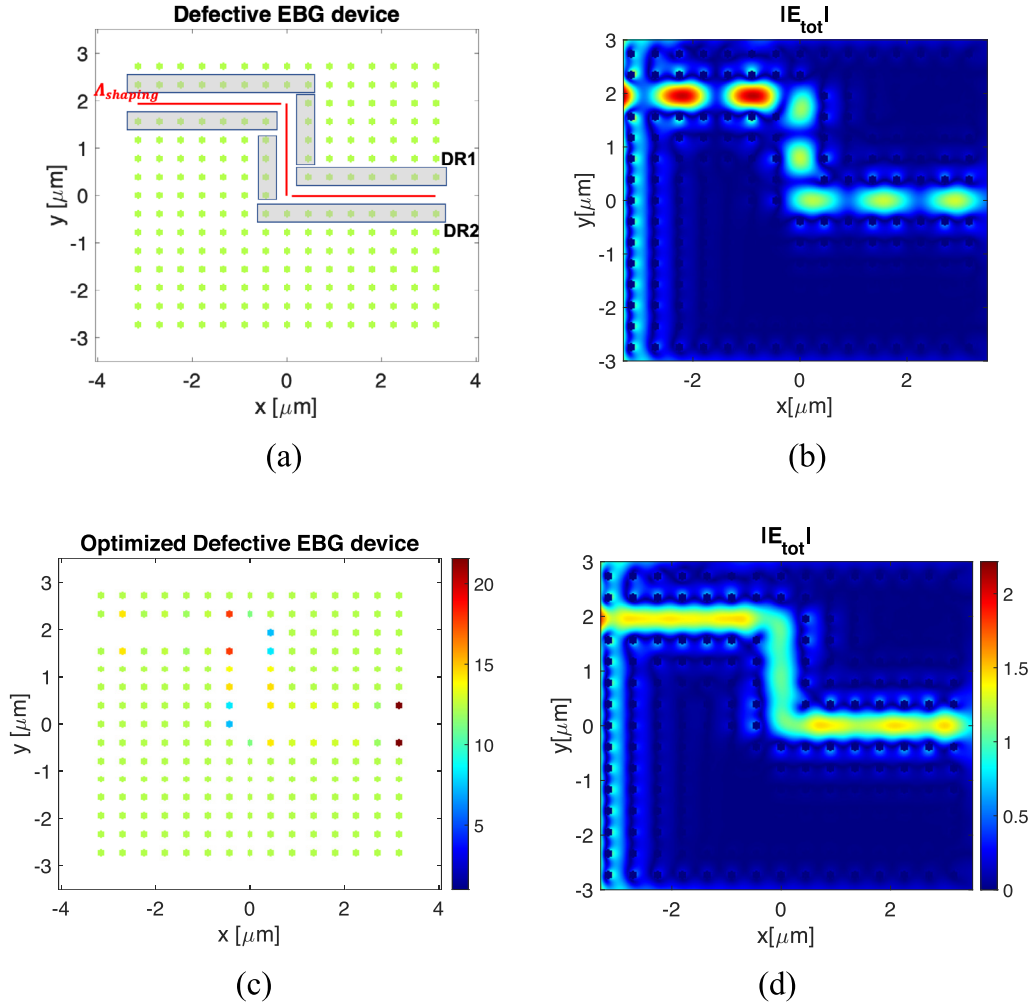 Defective EBG device
3
2
1
0
-1
-2
-3
y [μm]
Λshaping
DR1
DR2
-4
-2
0
2
4
x [μm]
(a)
|Etot|
3
2
1
0
-1
-2
-3
y[μm]
-2
0
2
x[μm]
(b)
Optimized Defective EBG device
3
2
1
0
-1
-2
-3
y [μm]
-4
-2
0
2
4
x [μm]
20
15
10
5
(c)
|Etot|
3
2
1
0
-1
-2
-3
y[μm]
-2
0
2
x[μm]
2
1.5
1
0.5
0
(d)